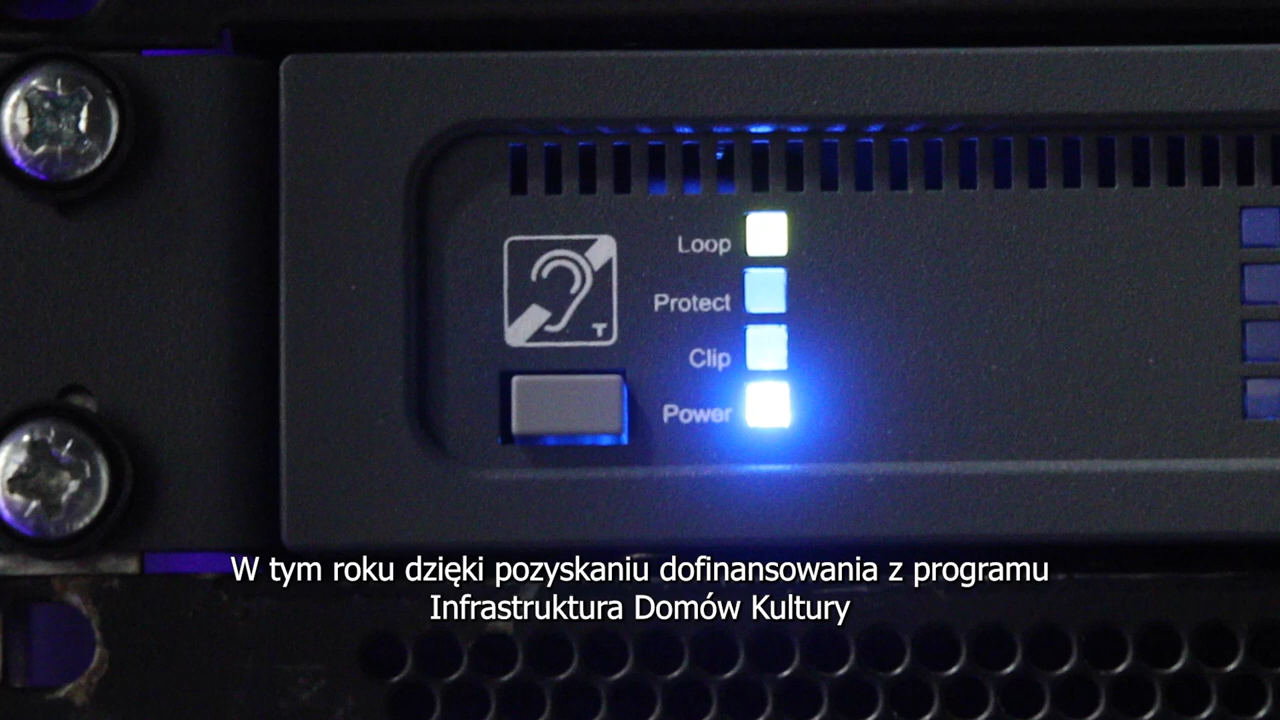 T
Loop
Protect
Clip
Power
W tym roku dzięki pozyskaniu dofinansowania z programu
Infrastruktura Domów Kultury